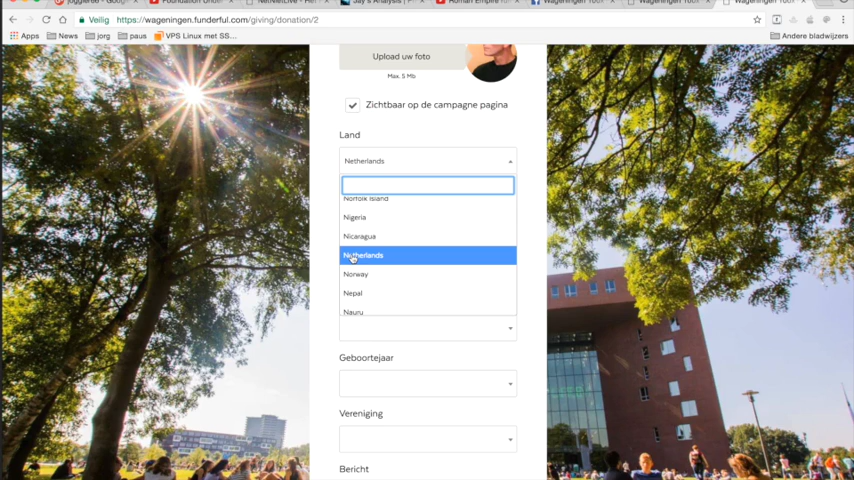 Veilig
https://wageningen.funderful.com/giving/donation/2
Apps
News
jorg
paus
VPS Linux met SS...
Andere bladwijzers
Upload uw foto
Max. 5 Mb
Zichtbaar op de campagne pagina
Land
Netherlands
Norfolk Island
Nigeria
Nicaragua
Netherlands
Norway
Nepal
Nauru
Geboortejaar
Vereniging
Bericht